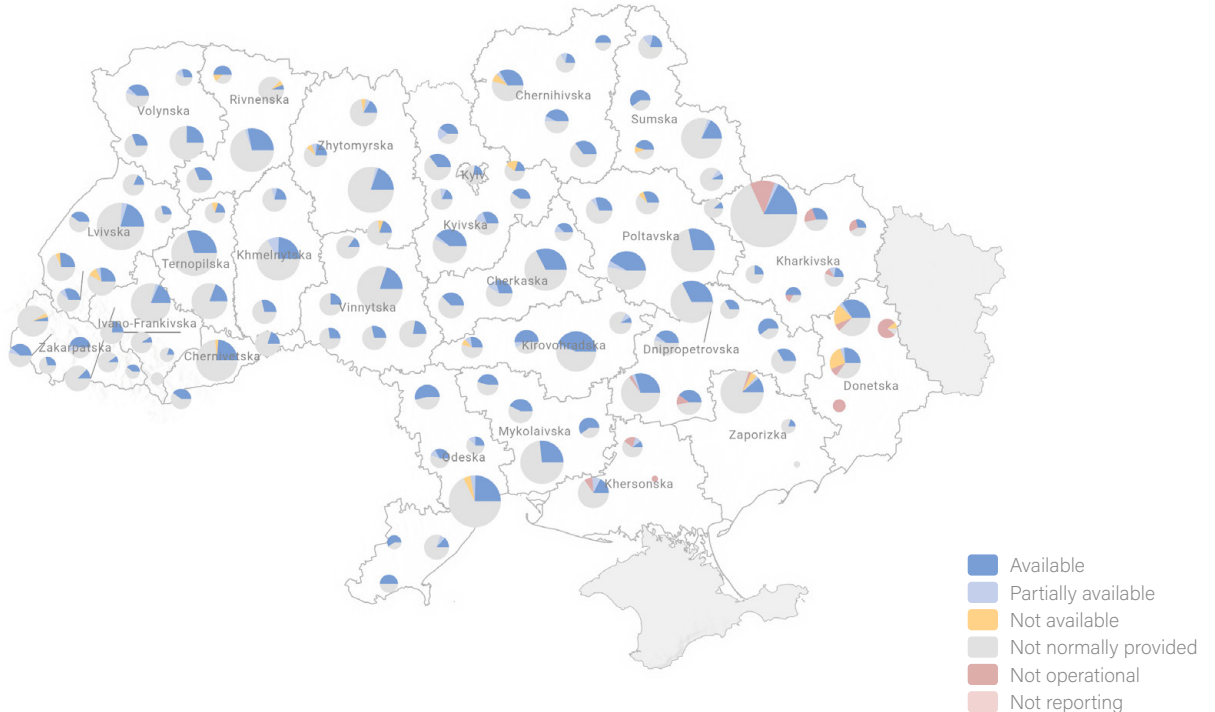 Chernihivska
Volynska
Rivnenska
Sumska
Zhytomyrska
Kyiv
Lvivska
Kyivska
Poltavska
Ternopilska
Khmelnytska
Kharkivska
Cherkaska
Vinnytska
Ivano-Frankivska
Zakarpatska
Chernivetska
Kirovohradska
Dnipropetrovska
Donetska
Mykolaivska
Zaporizka
Odeska
Khersonska
Available
Partially available
Not available
Not normally provided
Not operational
Not reporting